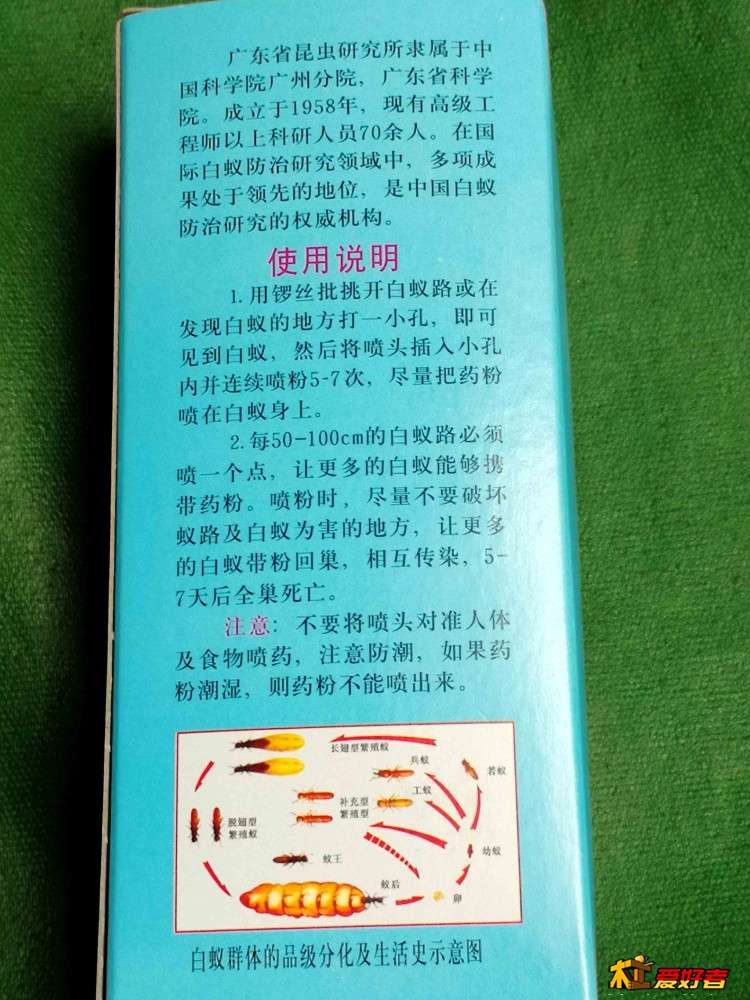 广东省昆虫研究所隶属于中
国科学院广州分院，广东省科学
院。成立于1958年，现有高级工
程师以上科研人员70余人。在国
际白蚁防治研究领域中，多项成
果处于领先的地位，是中国白蚁
防治研究的权威机构。
使用说明
1.用锣丝批挑开白蚁路或在
发现白蚁的地方打一小孔，即可
见到白蚁，然后将喷头插入小孔
内并连续喷粉5-7次，尽量把药粉
喷在白蚁身上。
2.每50-100cm的白蚁路必须
喷一个点，让更多的白蚁能够携
带药粉。喷粉时，尽量不要破坏
蚁路及白蚁为害的地方，让更多
的白蚁带粉回巢，相互传染，5-
7天后全巢死亡。
注意：不要将喷头对准人体
及食物喷药，注意防潮，如果药
粉潮湿，则药粉不能喷出来。
长翅型繁殖蚁
兵蚁
若蚁
工蚁
补充型
繁殖型
脱翅型
繁殖蚁
幼蚁
蚁王
蚁后
卵
白蚁群体的品级分化及生活史示意图
爱好者